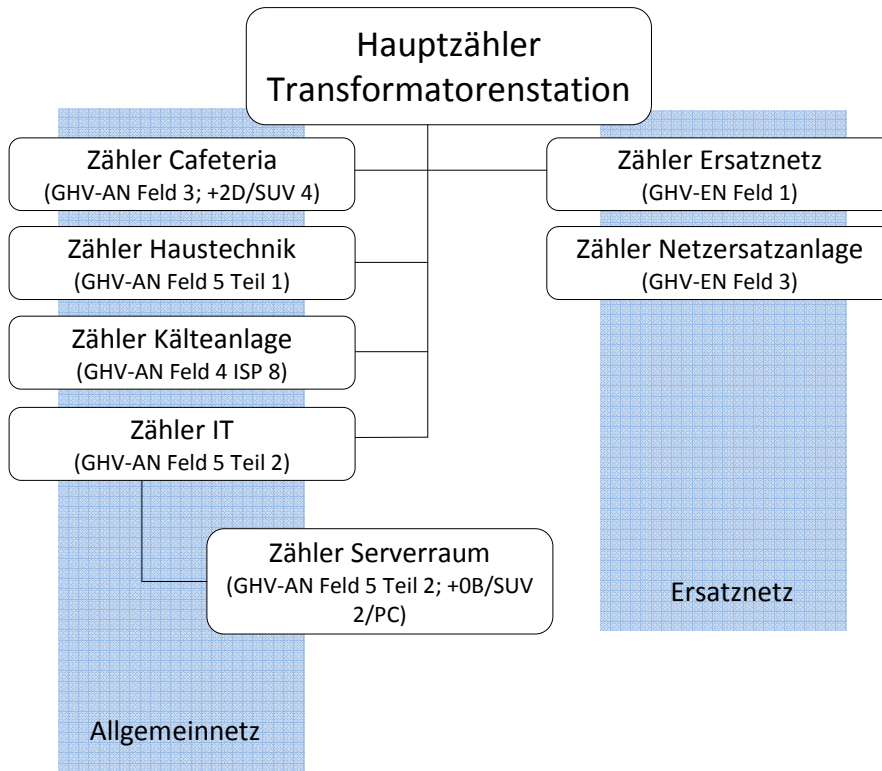 Hauptzähler
Transformatorenstation
Zähler Cafeteria
(GHV-AN Feld 3; +2D/SUV 4)
Zähler Haustechnik
(GHV-AN Feld 5 Teil 1)
Zähler Kälteanlage
(GHV-AN Feld 4 ISP 8)
Zähler IT
(GHV-AN Feld 5 Teil 2)
Zähler Serverraum
(GHV-AN Feld 5 Teil 2; +0B/SUV
2/PC)
Allgemeinnetz
Zähler Ersatznetz
(GHV-EN Feld 1)
Zähler Netzersatzanlage
(GHV-EN Feld 3)
Ersatznetz